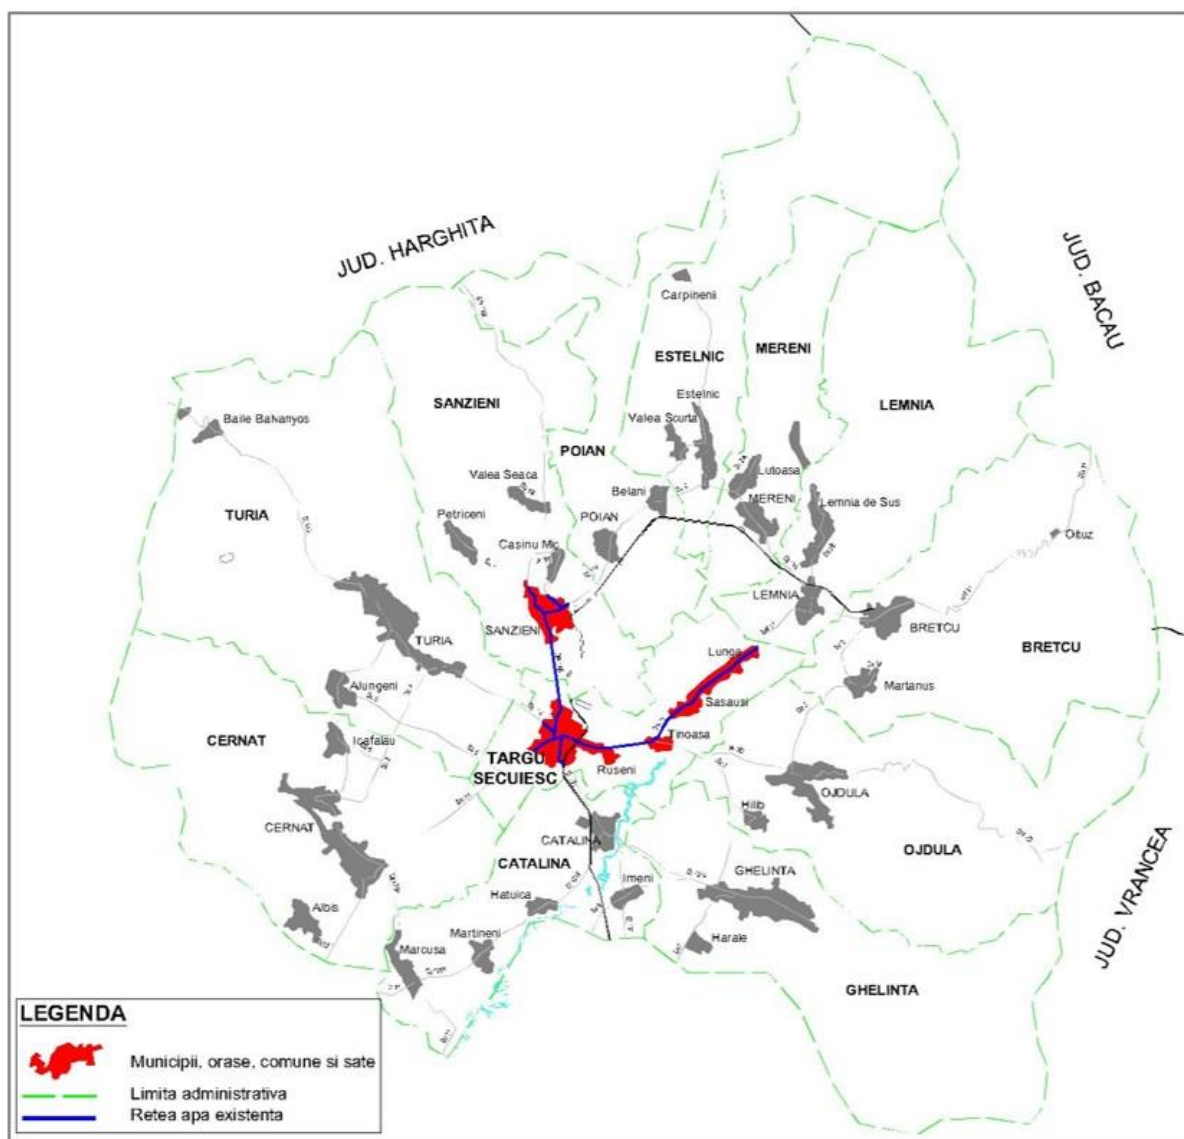 JUD. HARGHITA
JUD. BACAU
Carpinenii
ESTELNIC
MERENI
Estelnic
SANZIENI
LEMNIA
Baile Balvanyos
Valea Scurta
POIAN
Lutoasa
Valea Seaca
Belani
MERENI
Lemnia de Sus
TURIA
Petriceni
POIAN
Oituz
Casinu Mic
LEMNIA
SANZIENI
BRETCU
TURIA
Lunga
BRETCU
Alungeni
Martanus
Sasausi
CERNAT
Icafalau
Tinoasa
TARGU
SECUIESC
Ruseni
OJDULA
Hilib
CERNAT
CATALINA
OJDULA
CATALINA
GHELINTA
Imeni
JUD. VRANCEA
Hatuica
Albis
Martineni
Harale
Marcusa
GHELINTA
LEGENDA
Municipii, orase, comune si sate
Limita administrativa
Retea apa existenta